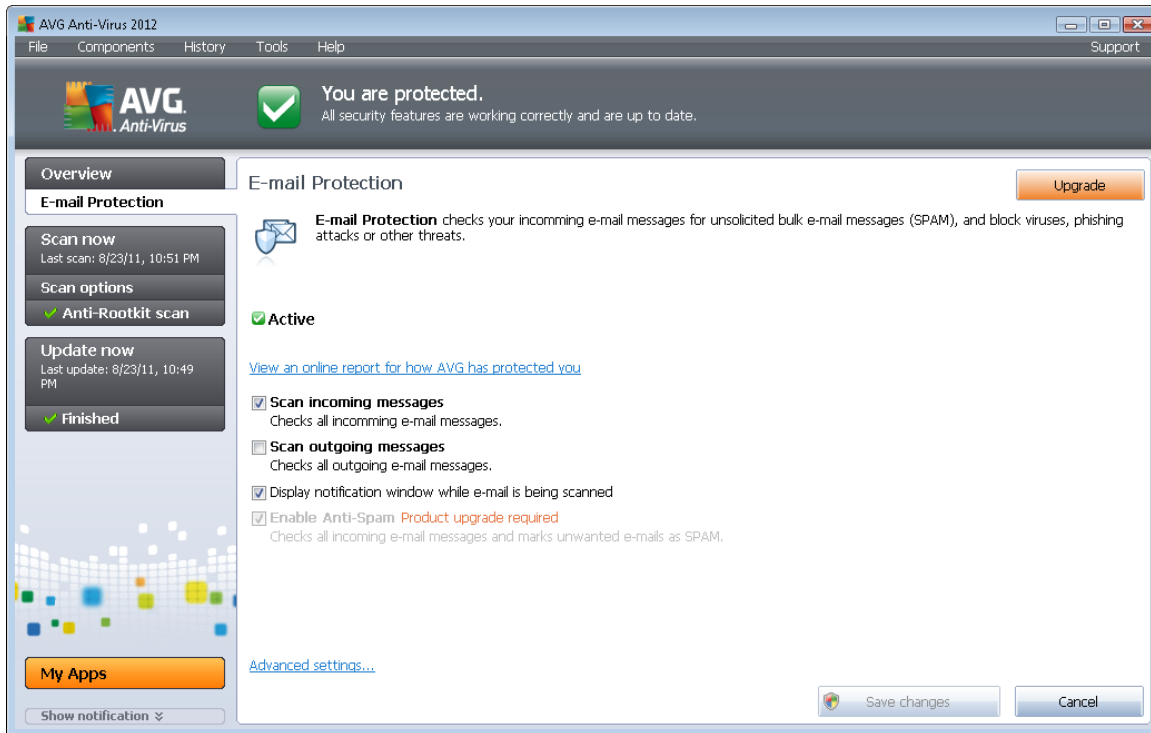 AVG Anti-Virus 2012
File Components History Tools Help Support
AVG.
Anti-Virus
You are protected.
All security features are working correctly and are up to date.
Overview
E-mail Protection
Scan now
Last scan: 8/23/11, 10:51 PM
Scan options
Anti-Rootkit scan
Update now
Last update: 8/23/11, 10:49
PM
Finished
My Apps
Show notification
E-mail Protection
Upgrade
E-mail Protection checks your incomming e-mail messages for unsolicited bulk e-mail messages (SPAM), and block viruses, phishing
attacks or other threats.
Active
View an online report for how AVG has protected you
Scan incoming messages
Checks all incomming e-mail messages.
Scan outgoing messages
Checks all outgoing e-mail messages.
Display notification window while e-mail is being scanned
Enable Anti-Spam Product upgrade required
Checks all incoming e-mail messages and marks unwanted e-mails as SPAM.
Advanced settings...
Save changes
Cancel